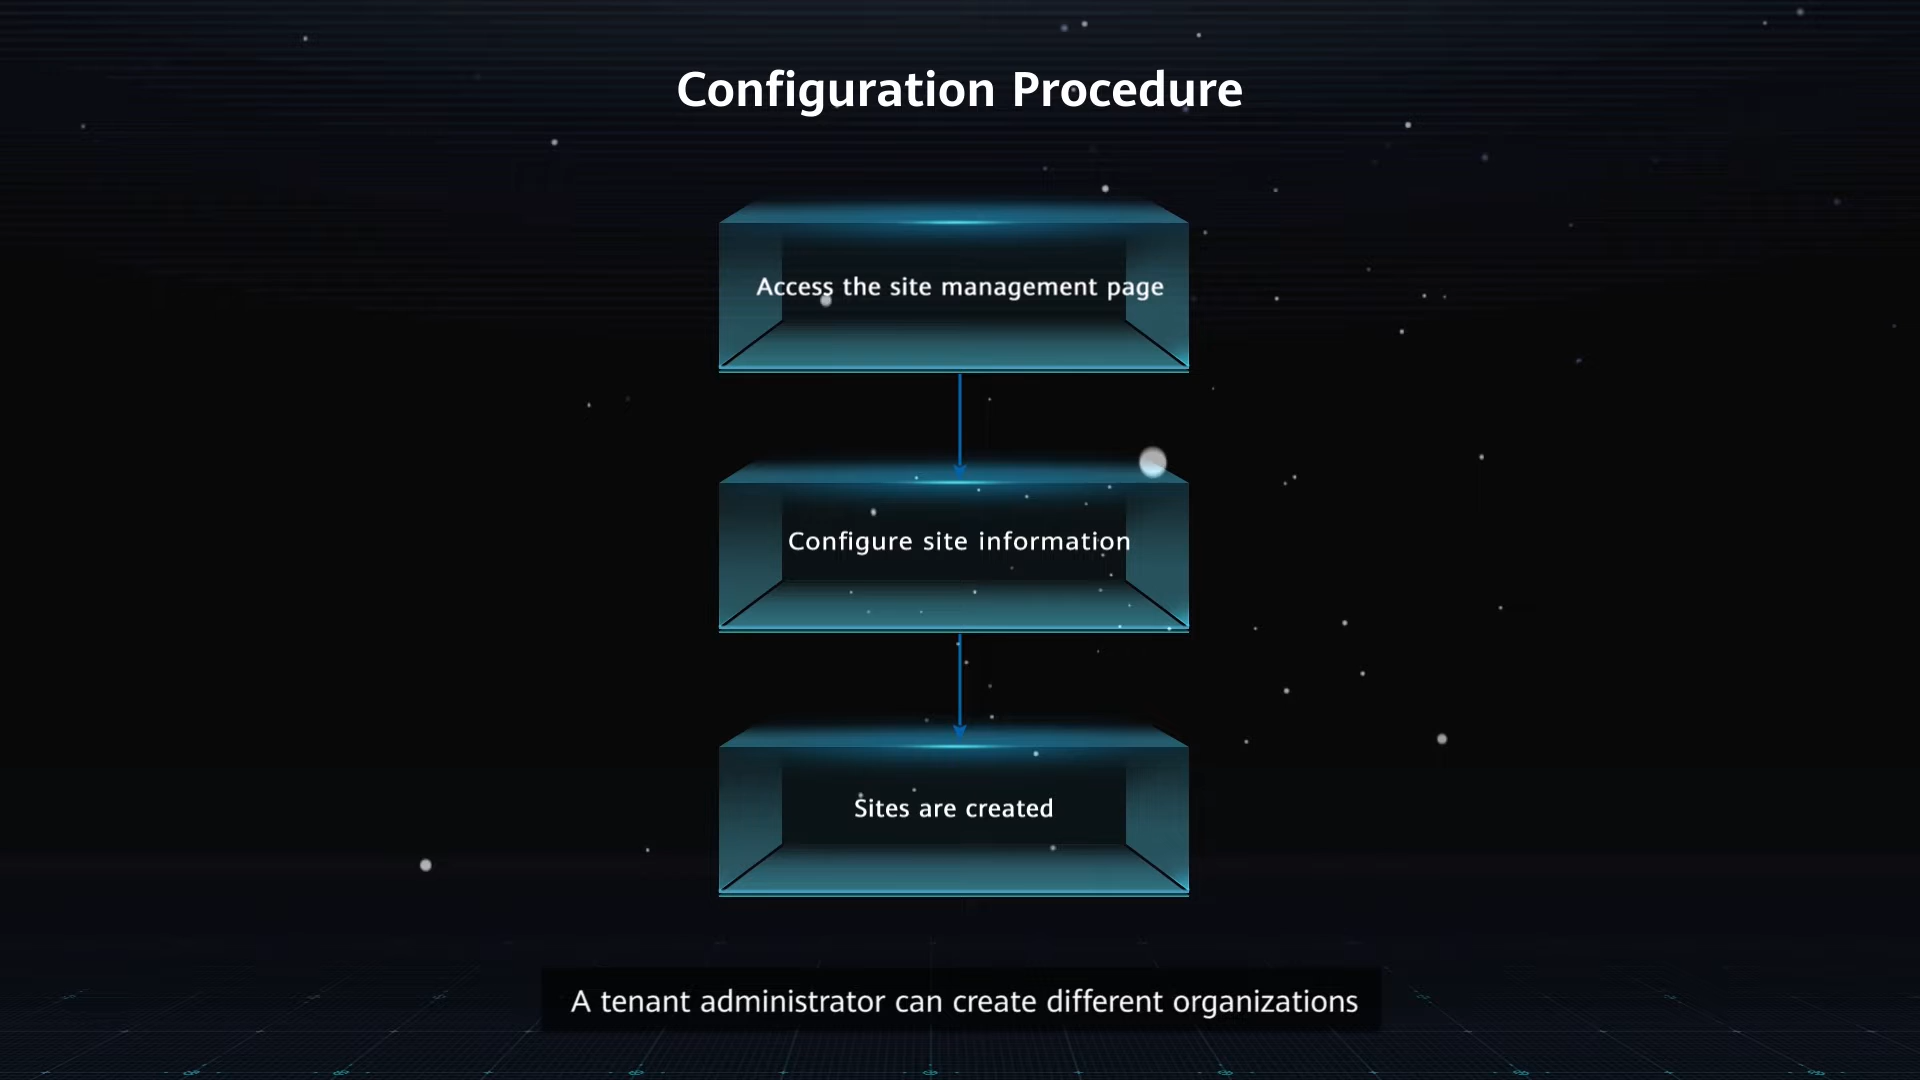 Configuration Procedure
Access the site management page
Configure site information
Sites are created
A tenant administrator can create different organizations